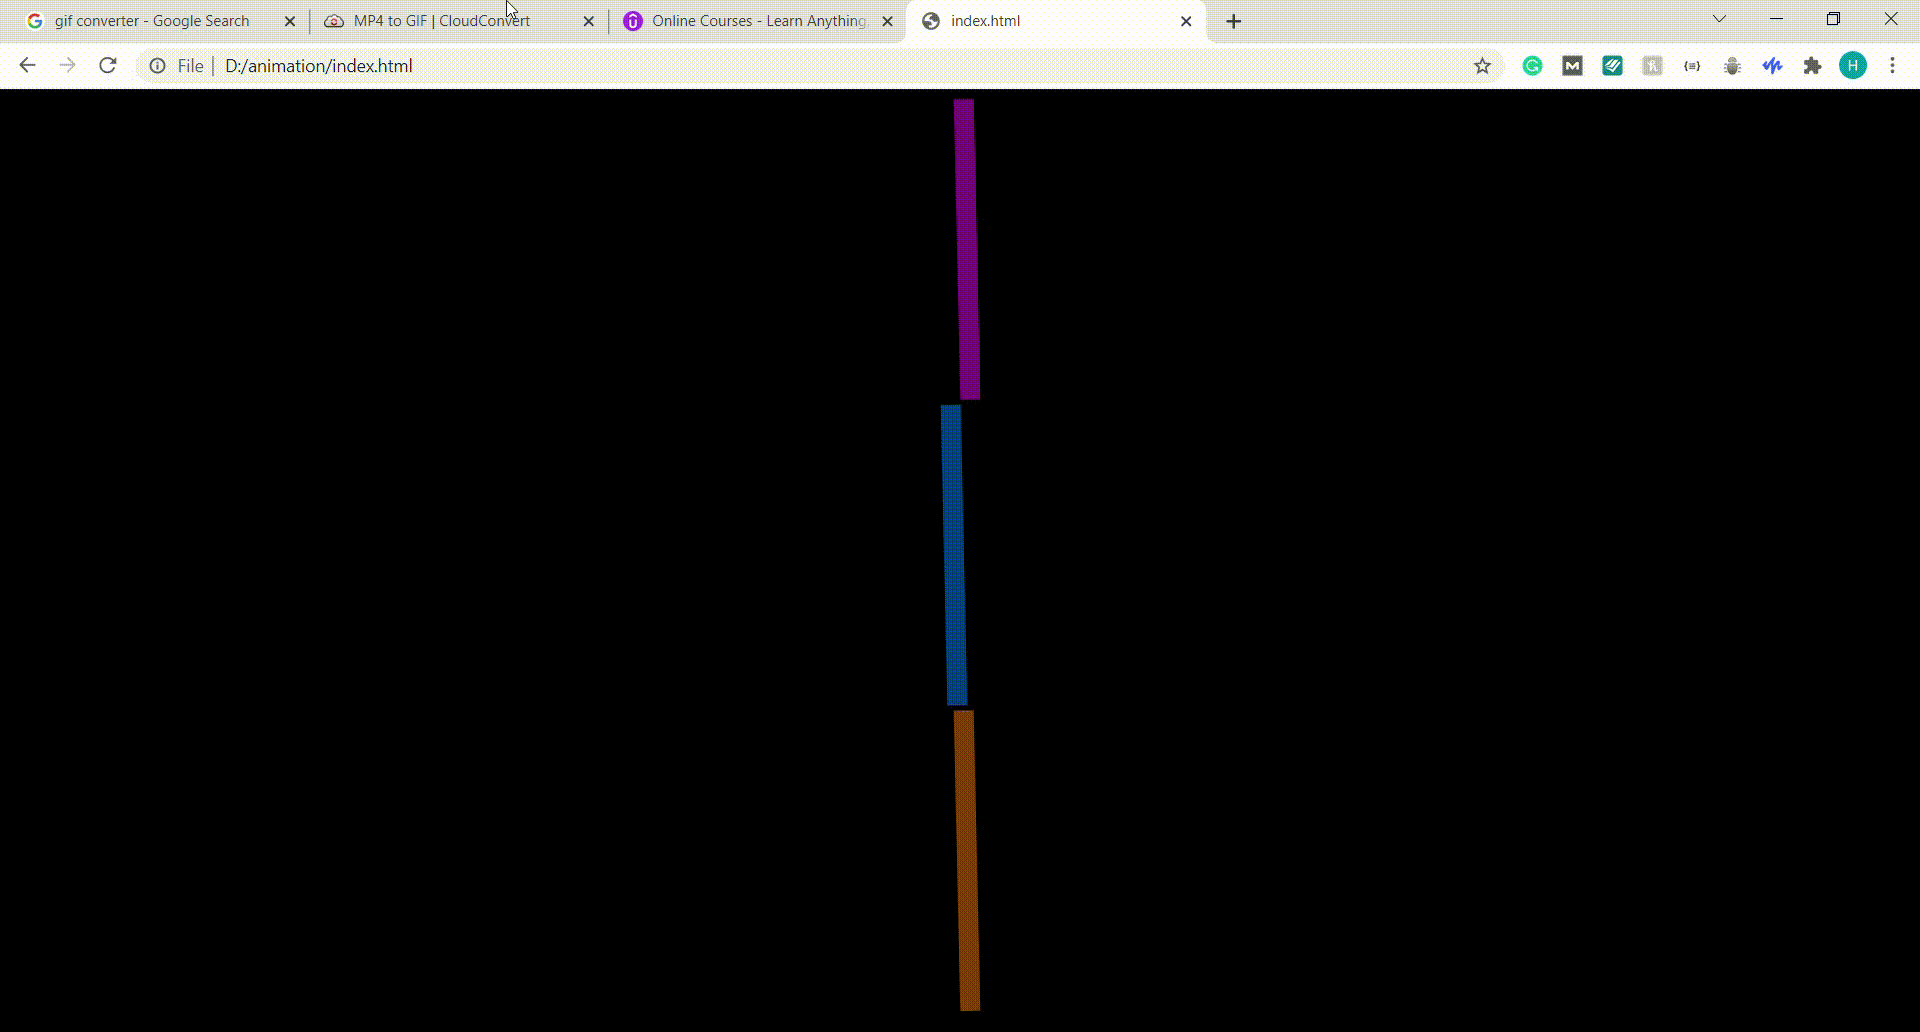 gif converter - Google Search
MP4 to GIF | CloudConvert
Online Courses - Learn Anything,
index.html
File
D:/animation/index.html
H